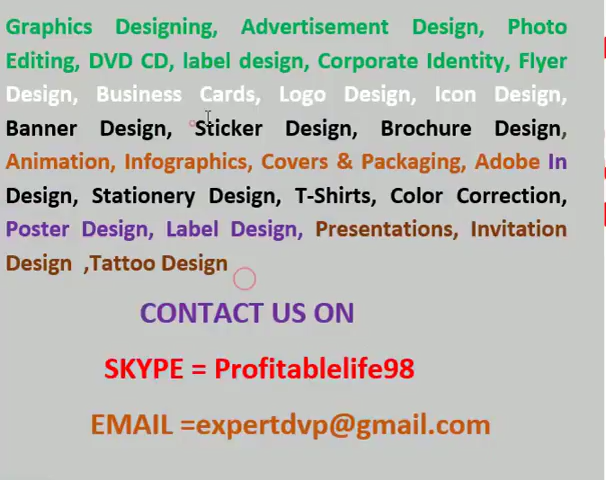 Graphics Designing, Advertisement Design, Photo
Editing, DVD CD, label design, Corporate Identity, Flyer
Design, Business Cards, Logo Design, Icon Design,
Banner Design, Sticker Design, Brochure Design,
Animation, Infographics, Covers & Packaging, Adobe In
Design, Stationery Design, T-Shirts, Color Correction,
Poster Design, Label Design, Presentations, Invitation
Design ,Tattoo Design
CONTACT US ON
SKYPE = Profitablelife98
EMAIL =expertdvp@gmail.com